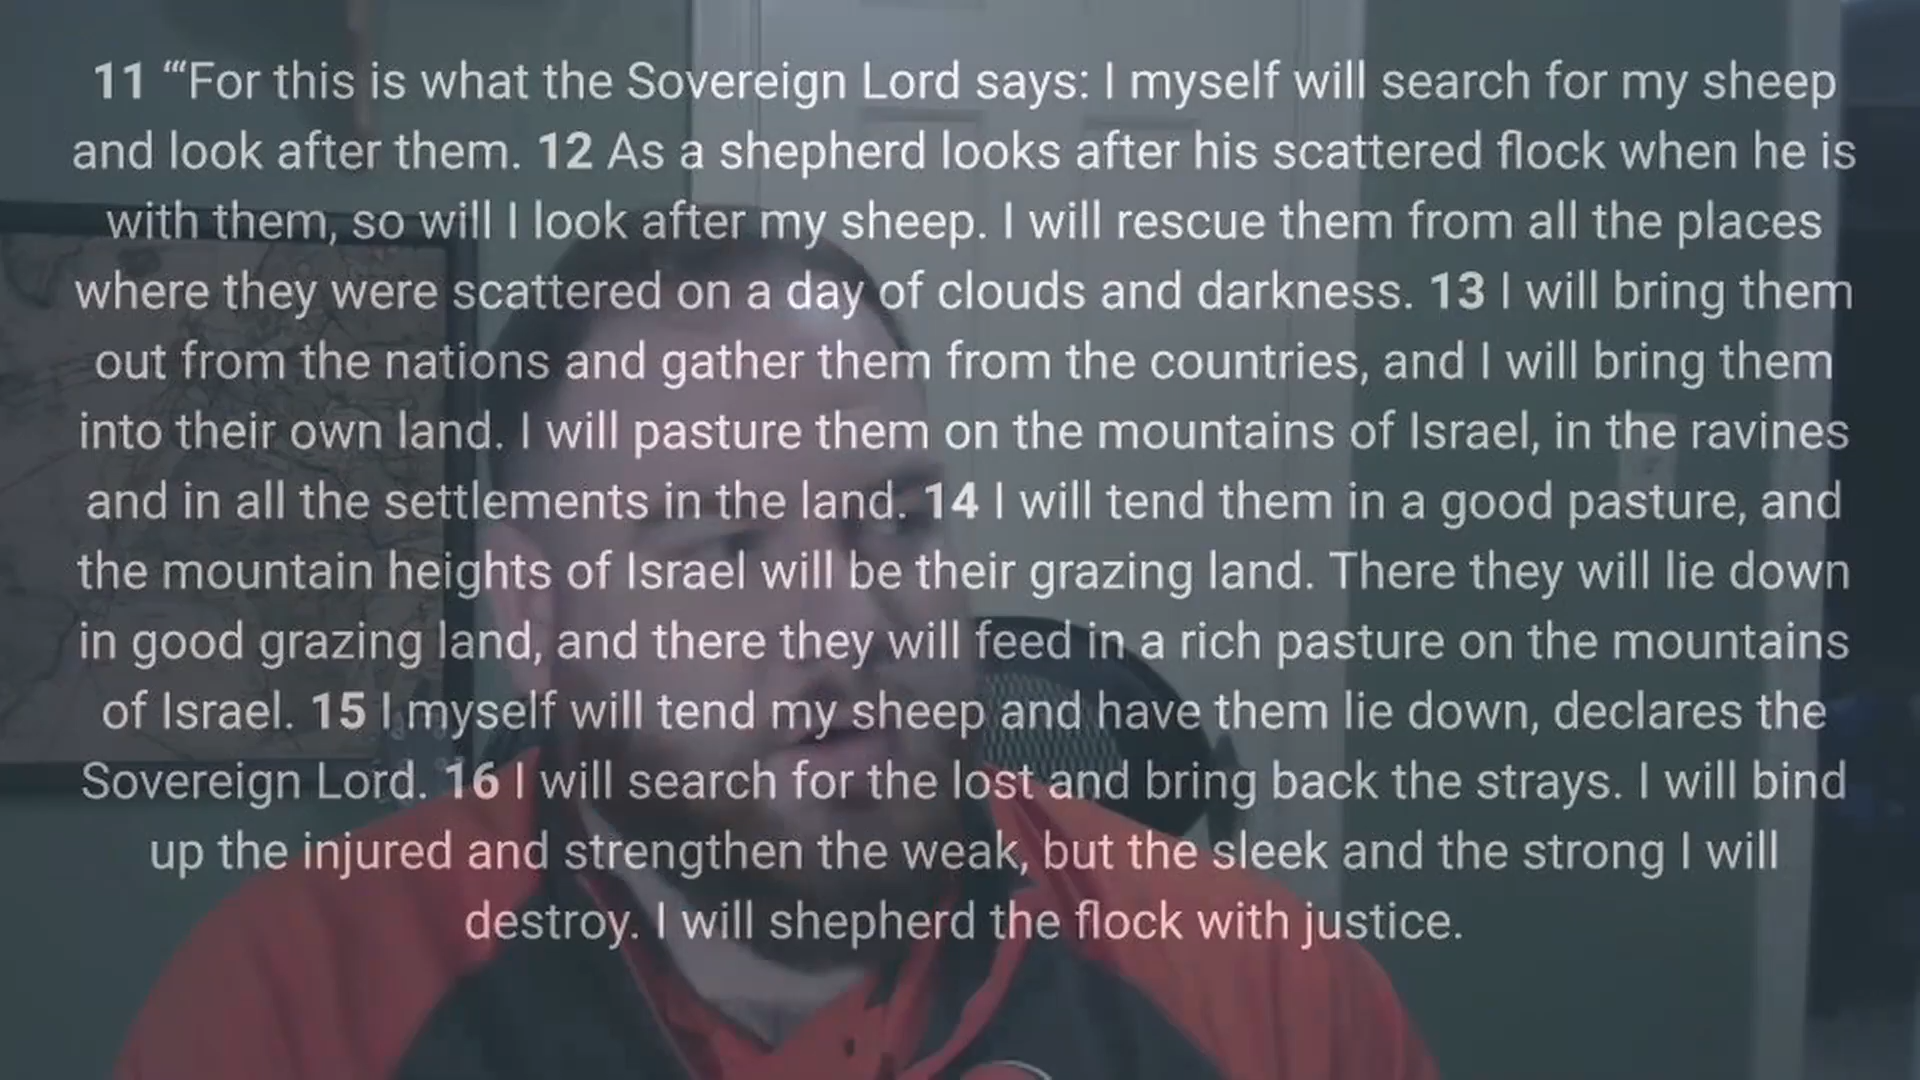 11 “‘For this is what the Sovereign Lord says: I myself will search for my sheep
and look after them. 12 As a shepherd looks after his scattered flock when he is
with them, so will I look after my sheep. I will rescue them from all the places
where they were scattered on a day of clouds and darkness. 13 I will bring them
out from the nations and gather them from the countries, and I will bring them
into their own land. I will pasture them on the mountains of Israel, in the ravines
and in all the settlements in the land. 14 I will tend them in a good pasture, and
the mountain heights of Israel will be their grazing land. There they will lie down
in good grazing land, and there they will feed in a rich pasture on the mountains
of Israel. 15 I myself will tend my sheep and have them lie down, declares the
Sovereign Lord. 16 I will search for the lost and bring back the strays. I will bind
up the injured and strengthen the weak, but the sleek and the strong I will
destroy. I will shepherd the flock with justice.